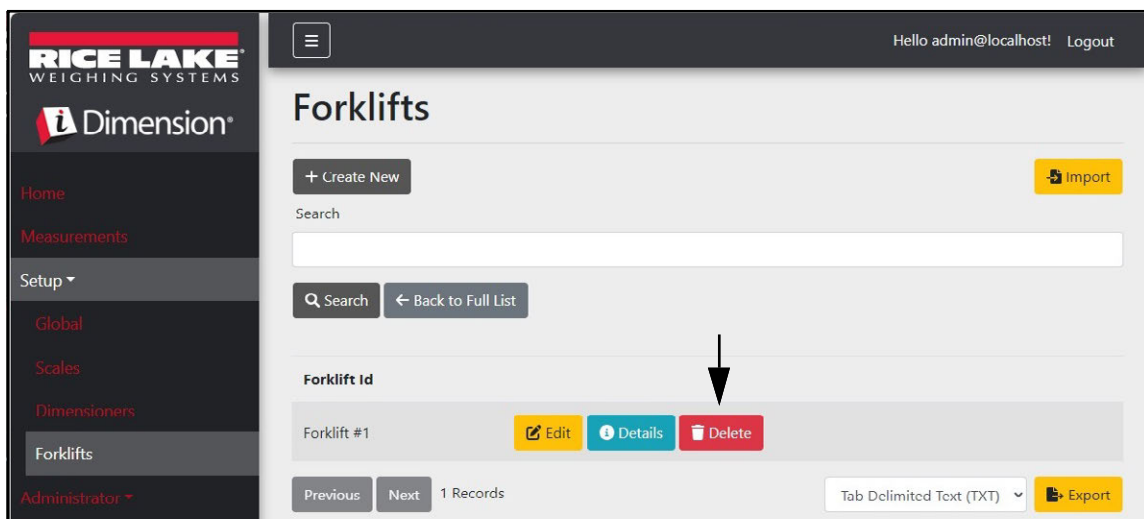 RICE LAKE®
WEIGHING SYSTEMS
i Dimension®
Home
Measurements
Setup
Global
Scales
Dimensioners
Forklifts
Administrator
Hello admin@localhost! Logout
Forklifts
+ Create New
Import
Search
Search
← Back to Full List
Forklift Id
Forklift #1
Edit
Details
Delete
Previous
Next
1 Records
Tab Delimited Text (TXT)
Export